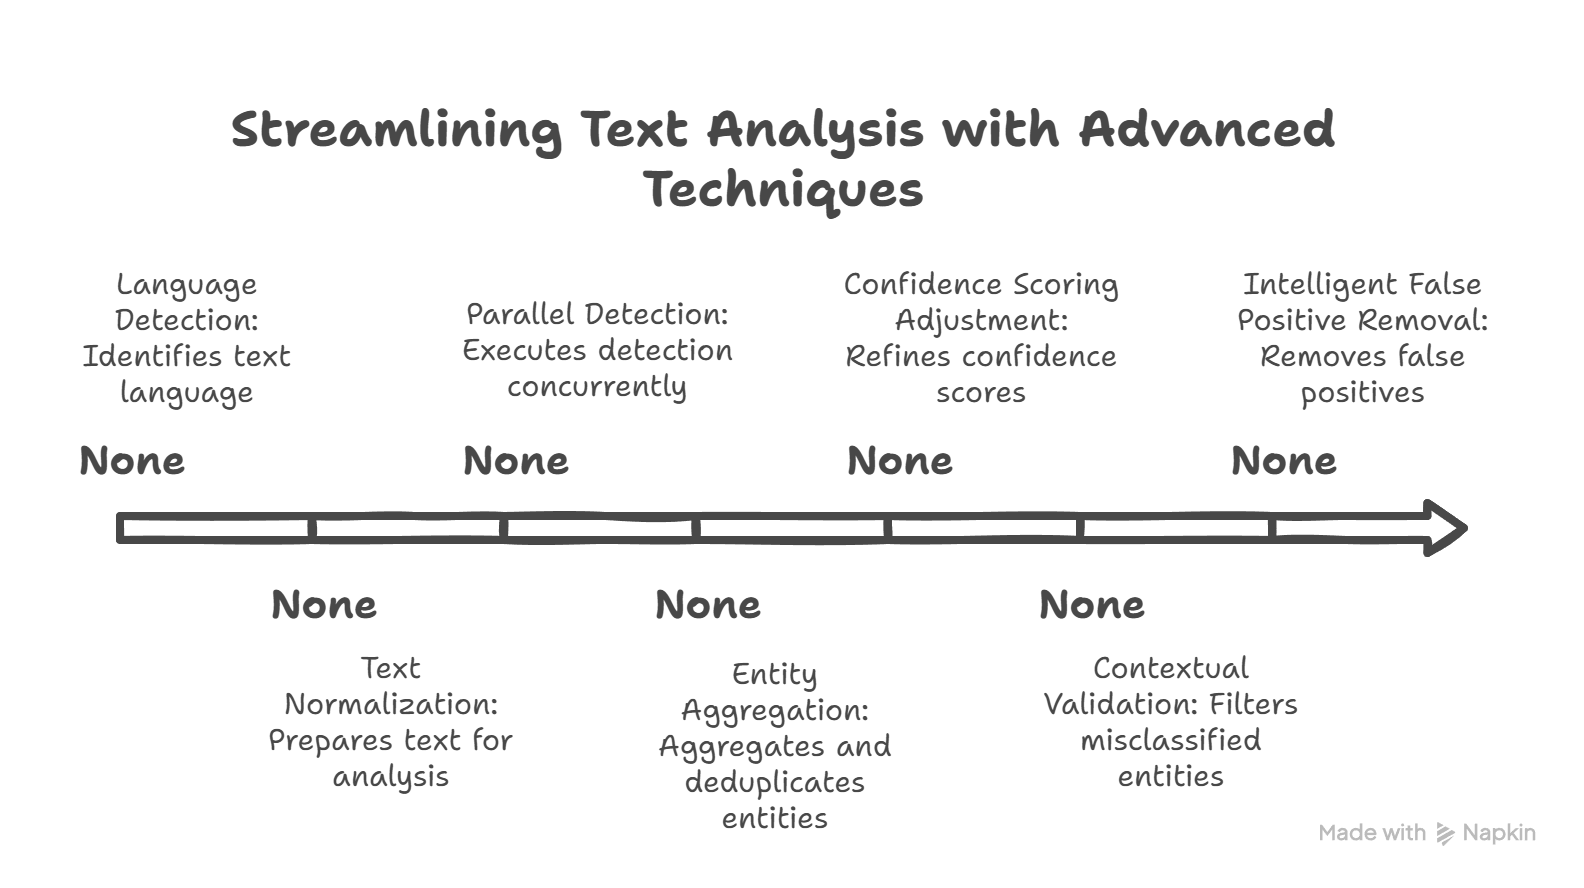 Streamlining Text Analysis with Advanced
Techniques
Language
Detection:
Identifies text
language
None
Text
Normalization:
Prepares text for
analysis
None
Parallel Detection:
Executes detection
concurrently
None
Entity
Aggregation:
Aggregates and
deduplicates
entities
None
Confidence Scoring
Adjustment:
Refines confidence
scores
None
Contextual
Validation: Filters
misclassified
entities
None
Intelligent False
Positive Removal:
Removes false
positives
None
Made with Napkin